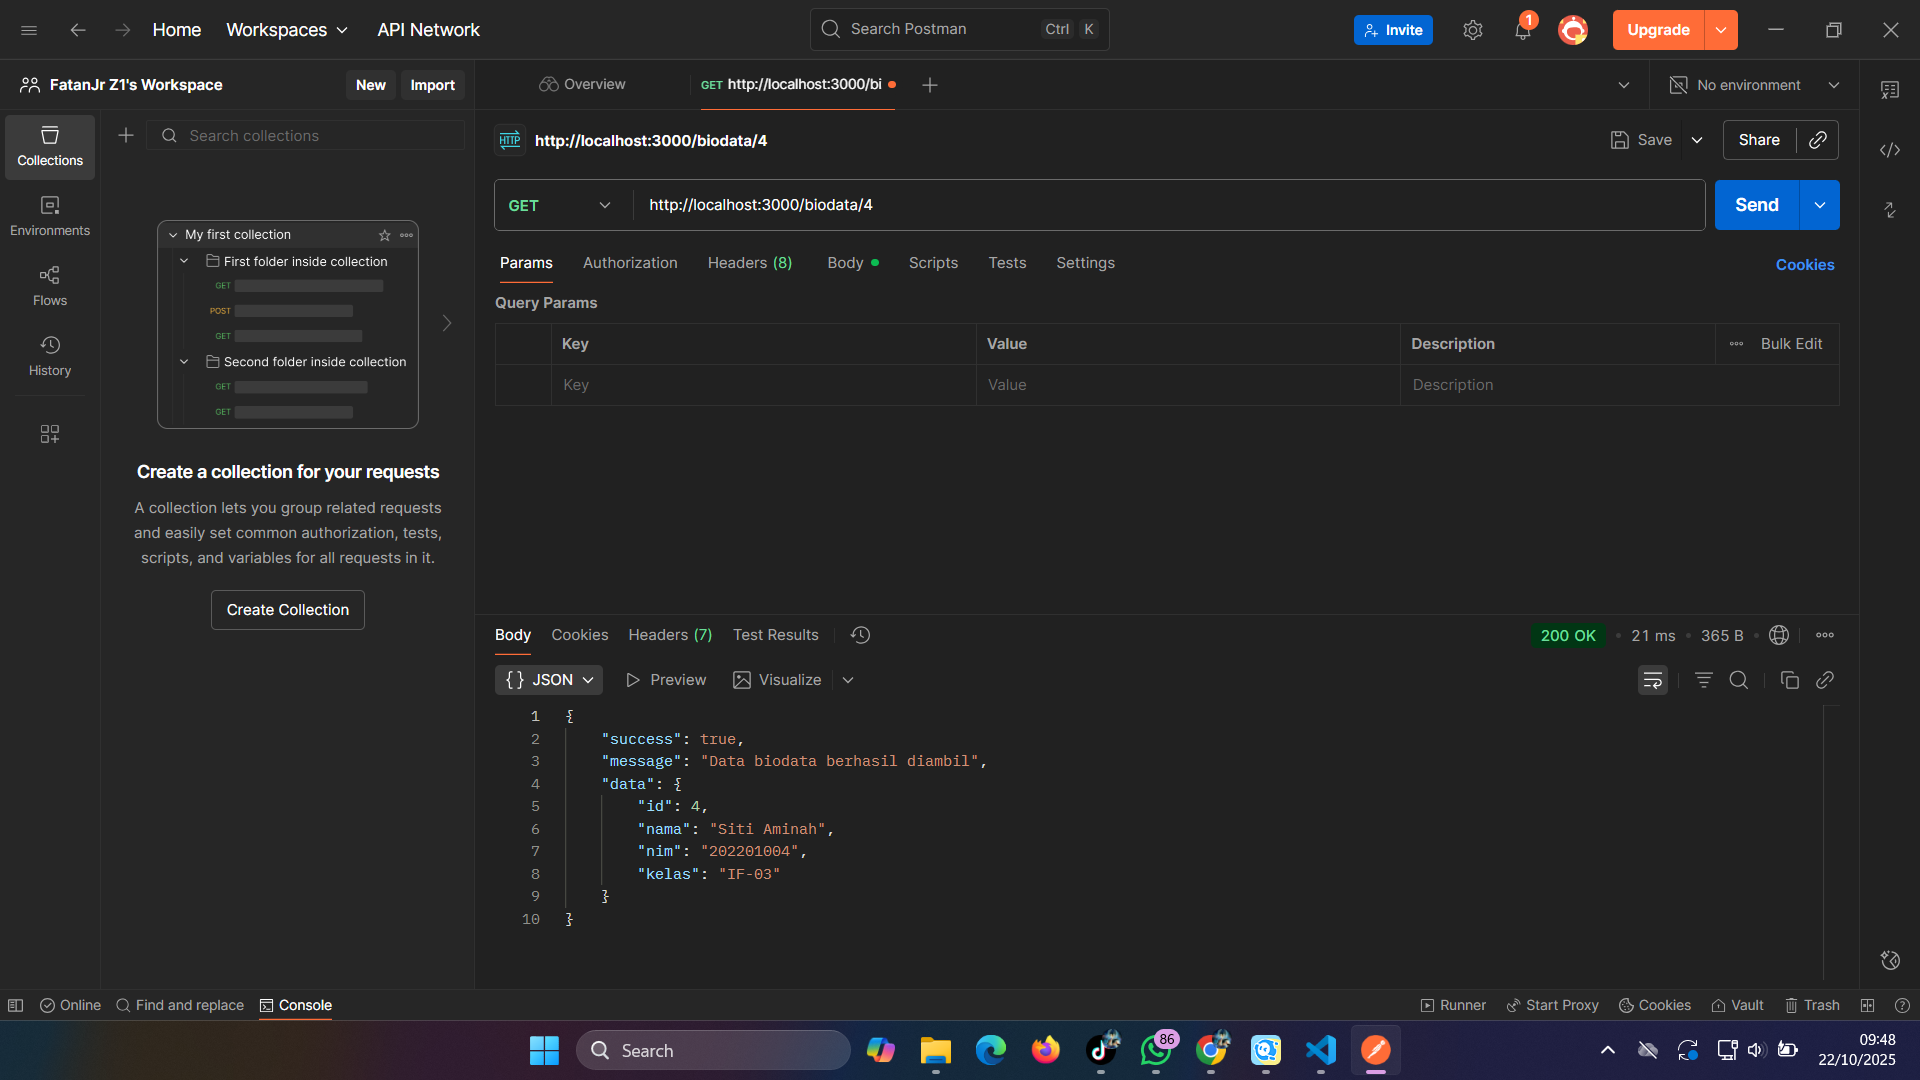 Home
Workspaces
API Network
Search Postman
Ctrl K
Invite
1
Upgrade
FatanJr Z1's Workspace
New
Import
Overview
GET http://localhost:3000/bi
No environment
Collections
Environments
Flows
History
Search collections
My first collection
First folder inside collection
GET
POST
GET
Second folder inside collection
GET
GET
Create a collection for your requests
A collection lets you group related requests
and easily set common authorization, tests,
scripts, and variables for all requests in it.
Create Collection
HTTP http://localhost:3000/biodata/4
Save
Share
GET
http://localhost:3000/biodata/4
Send
Params
Authorization
Headers (8)
Body
Scripts
Tests
Settings
Cookies
Query Params
Key
Value
Description
Bulk Edit
Key
Value
Description
Body
Cookies
Headers (7)
Test Results
200 OK
21 ms
365 B
{} JSON
Preview
Visualize
1 {
2 "success": true,
3 "message": "Data biodata berhasil diambil",
4 "data": {
5 "id": 4,
6 "nama": "Siti Aminah",
7 "nim": "202201004",
8 "kelas": "IF-03"
9 }
10 }
Online
Find and replace
Console
Runner
Start Proxy
Cookies
Vault
Trash
Search
86
09:48
22/10/2025